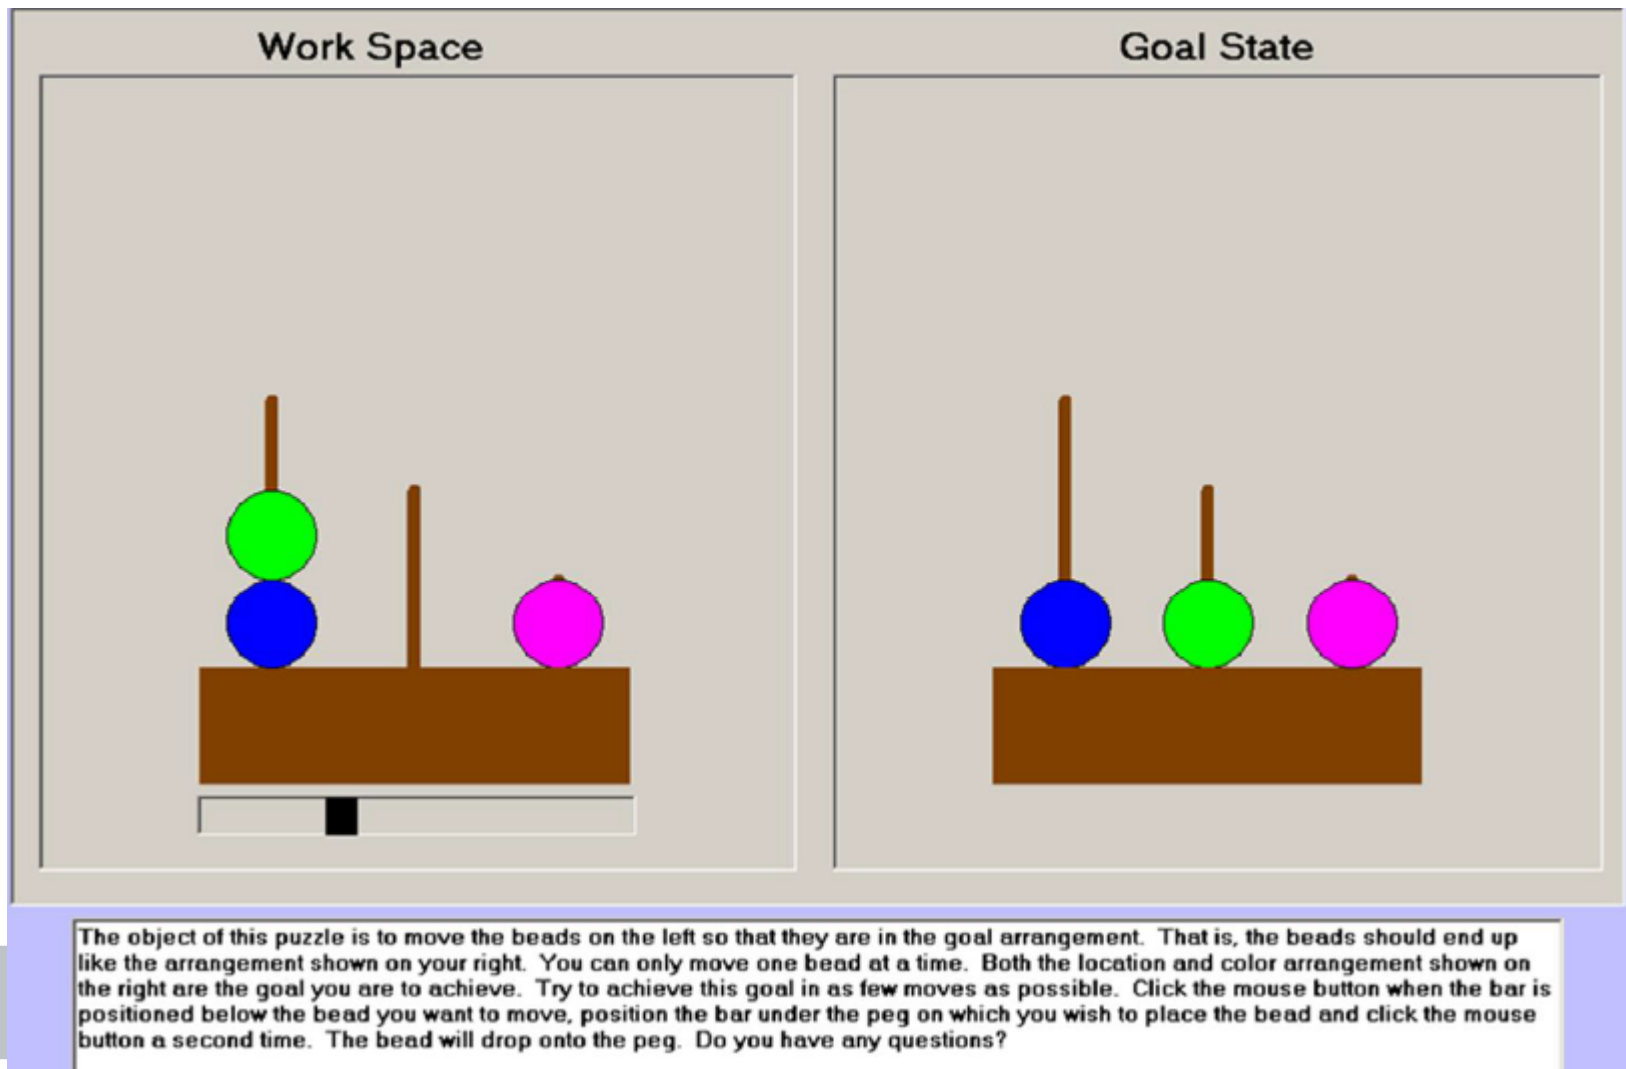 Work Space
Goal State
The object of this puzzle is to move the beads on the left so that they are in the goal arrangement.  That is, the beads should end up
like the arrangement shown on your right.  You can only move one bead at a time.  Both the location and color arrangement shown on
the right are the goal you are to achieve.  Try to achieve this goal in as few moves as possible.  Click the mouse button when the bar is
positioned below the bead you want to move, position the bar under the peg on which you wish to place the bead and click the mouse
button a second time.  The bead will drop onto the peg.  Do you have any questions?